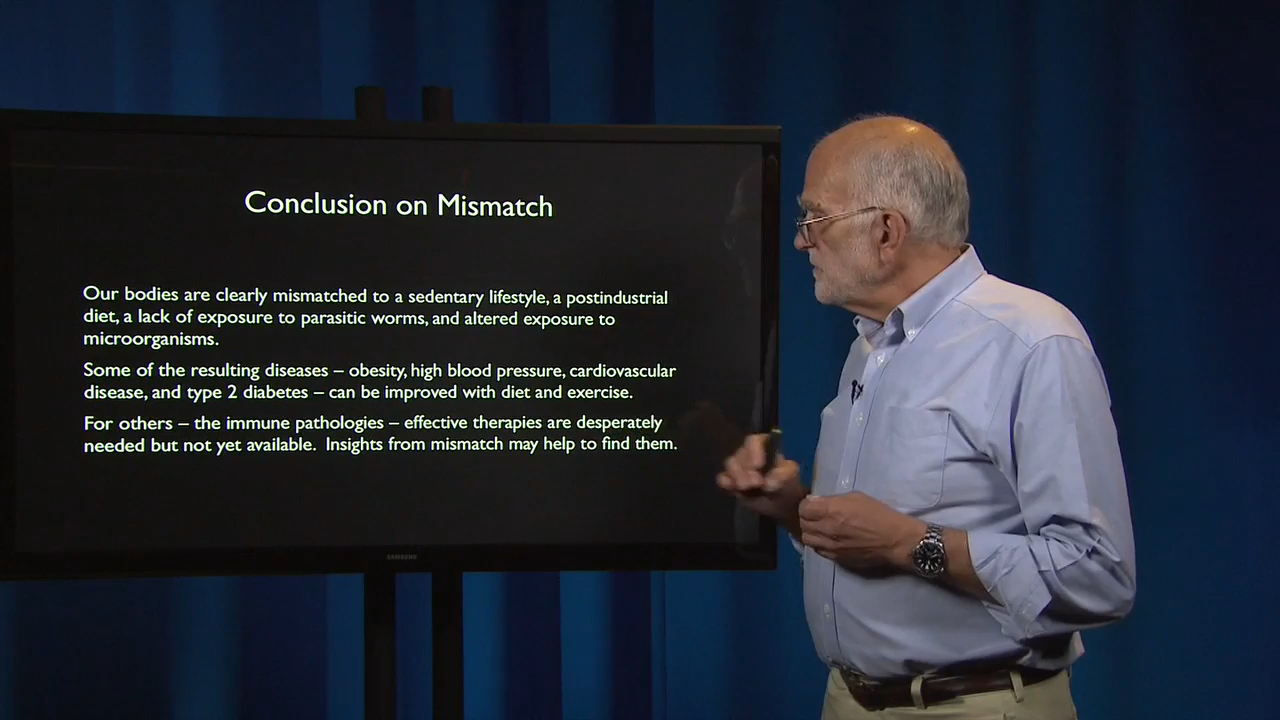 Conclusion on Mismatch
Our bodies are clearly mismatched to a sedentary lifestyle, a postindustrial
diet, a lack of exposure to parasitic worms, and altered exposure to
microorganisms.
Some of the resulting diseases – obesity, high blood pressure, cardiovascular
disease, and type 2 diabetes – can be improved with diet and exercise.
For others – the immune pathologies – effective therapies are desperately
needed but not yet available. Insights from mismatch may help to find them.
SAMSUNG